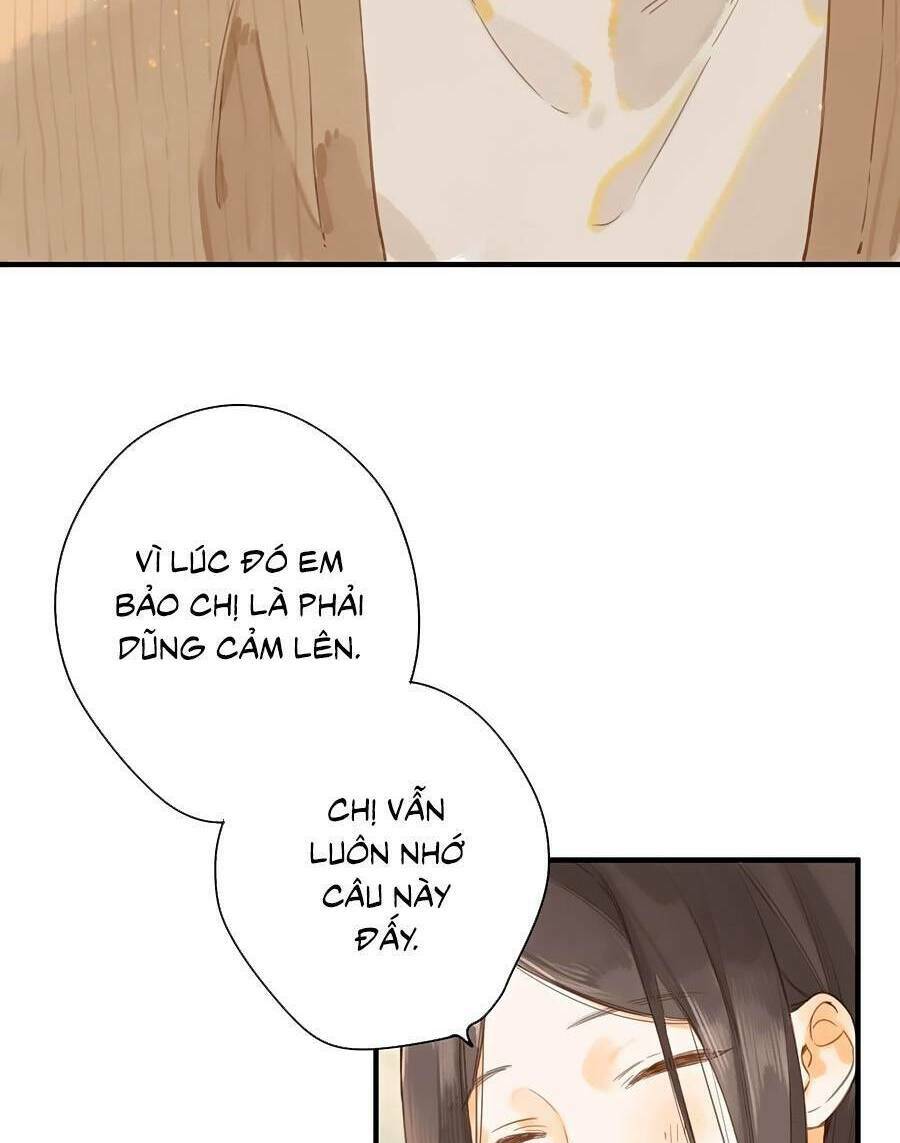 VÌ LÚC ĐÓ EM
BẢO CHỊ LÀ PHẢI
DŨNG CẢM LÊN.
CHỊ VẪN
LUÔN NHỚ
CÂU NÀY
ĐẤY.